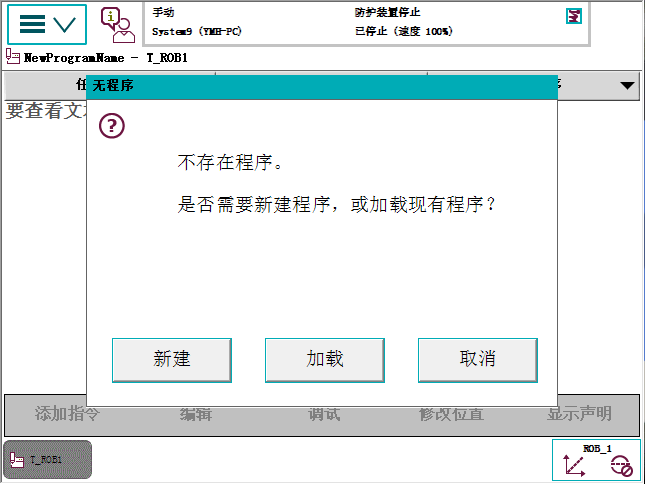 手动
防护装置停止
System9 (YMH-PC)
已停止 (速度 100%)
NewProgramName - T_ROB1
无程序
要查看文
不存在程序。
是否需要新建程序，或加载现有程序？
新建
加载
取消
添加指令
编辑
调试
修改位置
显示声明
T_ROB1
ROB_1